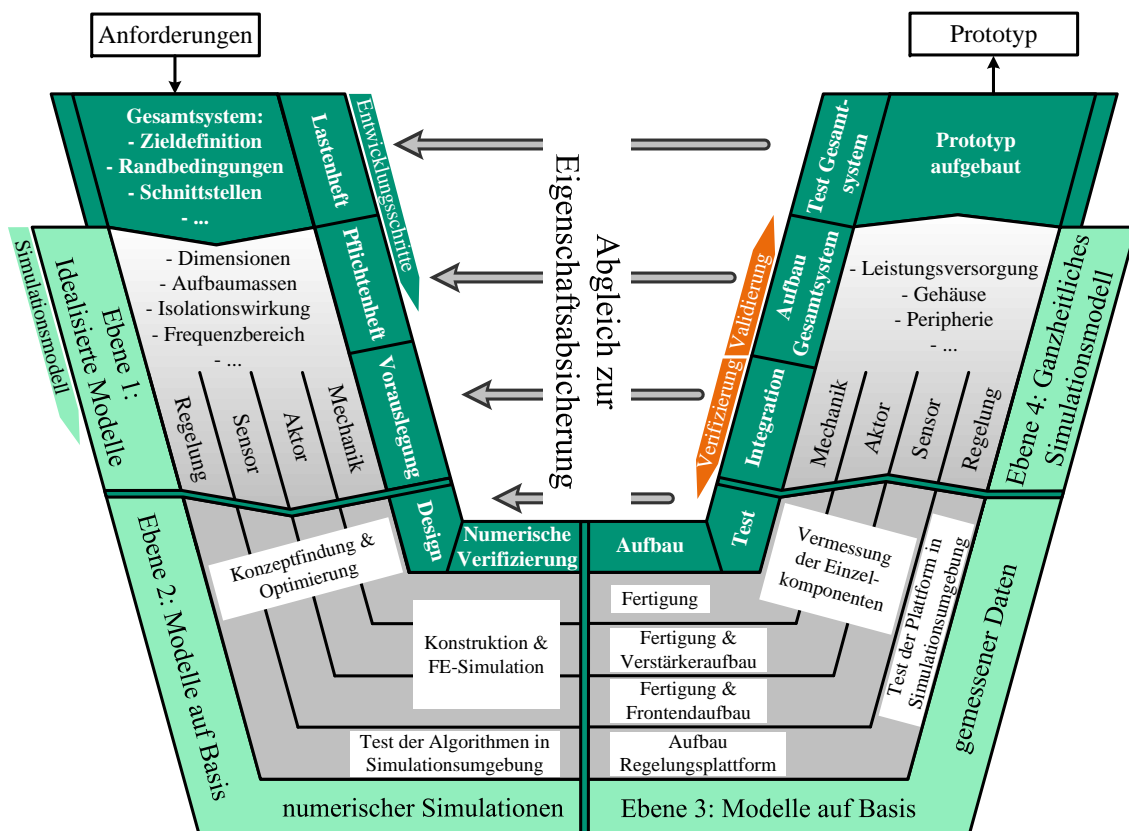 Anforderungen
Prototyp
Gesamtsystem:
- Zieldefinition
- Randbedingungen
- Schnittstellen
- ...
Lastenheft
Entwicklungsschritte
Pflichtenheft
Simulationsmodell
Ebene 1:
Idealisierte Modelle
- Dimensionen
- Aufbaumassen
- Isolationswirkung
- Frequenzbereich
- ...
Regelung
Sensor
Aktor
Mechanik
Vorauslegung
Design
Numerische
Verifizierung
Konzeptfindung &
Optimierung
Konstruktion &
FE-Simulation
Test der Algorithmen in
Simulationsumgebung
Ebene 2: Modelle auf Basis
numerischer Simulationen
Abgleich zur
Eigenschaftsabsicherung
Test Gesamt-
system
Prototyp
aufgebaut
Aufbau
Gesamtsystem
Validierung
Verifizierung
- Leistungsversorgung
- Gehäuse
- Peripherie
- ...
Integration
Mechanik
Aktor
Sensor
Regelung
Ebene 4: Ganzheitliches
Simulationsmodell
Test
Aufbau
Vermessung
der Einzel-
komponenten
Fertigung
Fertigung &
Verstärkeraufbau
Fertigung &
Frontendaufbau
Aufbau
Regelungsplattform
Test der Plattform in
Simulationsumgebung
Ebene 3: Modelle auf Basis
gemessener Daten